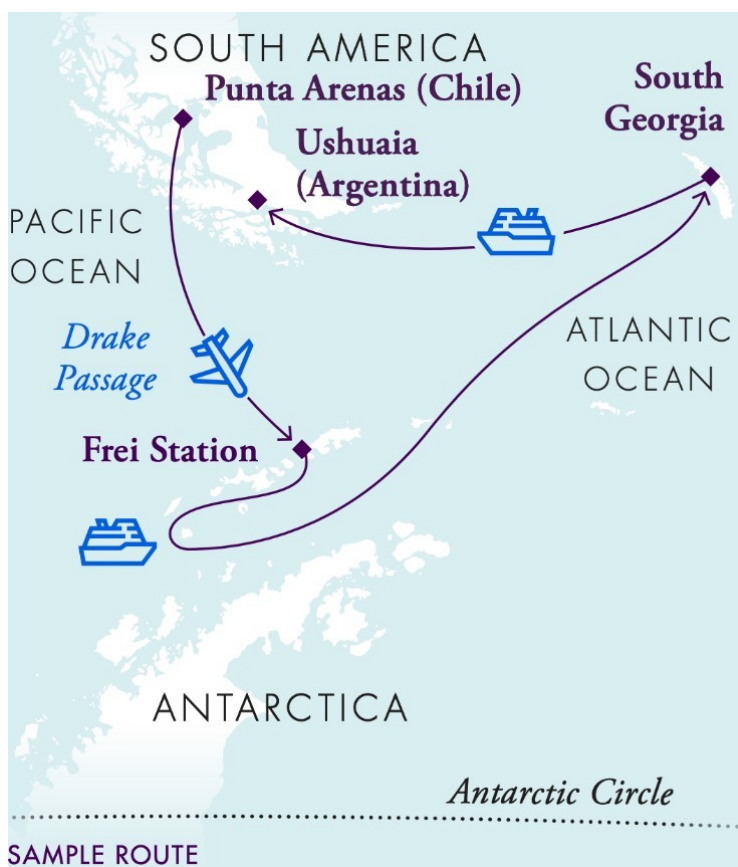 SOUTH AMERICA
Punta Arenas (Chile)
Ushuaia
(Argentina)
South
Georgia
PACIFIC
OCEAN
Drake
Passage
ATLANTIC
OCEAN
Frei Station
ANTARCTICA
Antarctic Circle
SAMPLE ROUTE